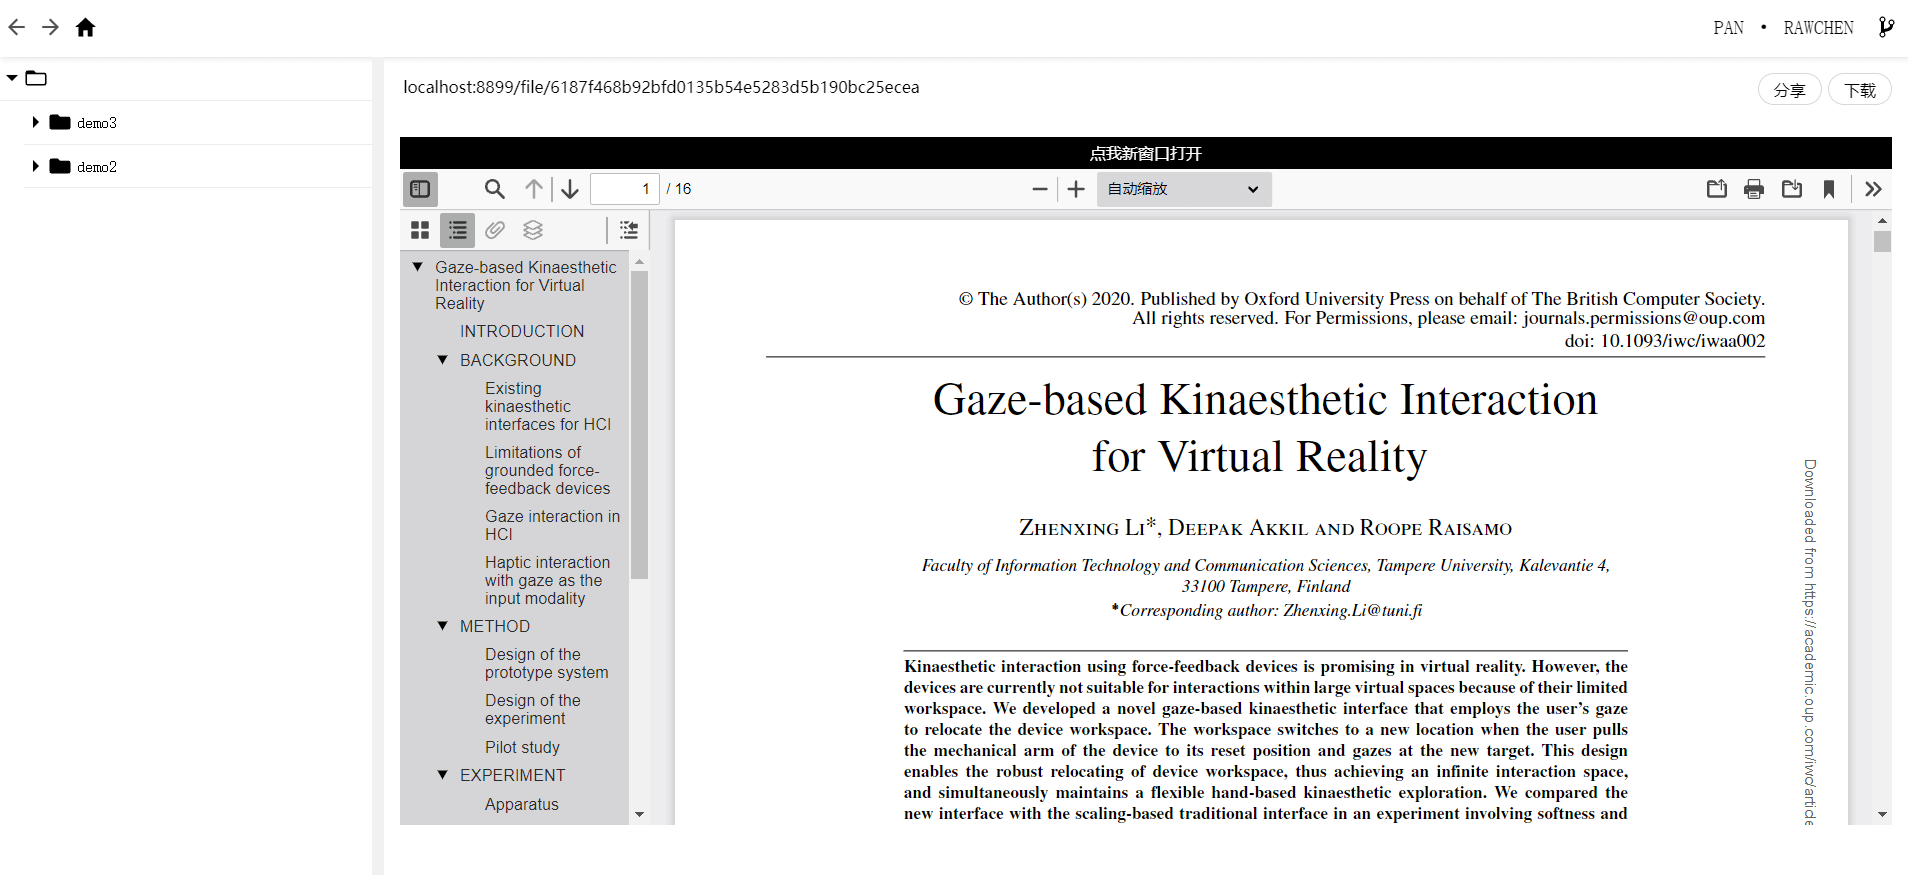 PAN • RAWCHEN
demo3
demo2
localhost:8899/file/6187f468b92bfd0135b54e5283d5b190bc25ecea
分享
下载
点我新窗口打开
1 / 16
自动缩放
Gaze-based Kinaesthetic
Interaction for Virtual
Reality
INTRODUCTION
BACKGROUND
Existing
kinaesthetic
interfaces for HCI
Limitations of
grounded force-
feedback devices
Gaze interaction in
HCI
Haptic interaction
with gaze as the
input modality
METHOD
Design of the
prototype system
Design of the
experiment
Pilot study
EXPERIMENT
Apparatus
© The Author(s) 2020. Published by Oxford University Press on behalf of The British Computer Society.
All rights reserved. For Permissions, please email: journals.permissions@oup.com
doi: 10.1093/iwc/iwaa002
Gaze-based Kinaesthetic Interaction
for Virtual Reality
Zhenxing Li*, Deepak Akkil and Roope Raisamo
Faculty of Information Technology and Communication Sciences, Tampere University, Kalevantie 4,
33100 Tampere, Finland
*Corresponding author: Zhenxing.Li@tuni.fi
Kinaesthetic interaction using force-feedback devices is promising in virtual reality. However, the
devices are currently not suitable for interactions within large virtual spaces because of their limited
workspace. We developed a novel gaze-based kinaesthetic interface that employs the user's gaze
to relocate the device workspace. The workspace switches to a new location when the user pulls
the mechanical arm of the device to its reset position and gazes at the new target. This design
enables the robust relocating of device workspace, thus achieving an infinite interaction space,
and simultaneously maintains a flexible hand-based kinaesthetic exploration. We compared the
new interface with the scaling-based traditional interface in an experiment involving softness and
Downloaded from https://academic.oup.com/iwc/article